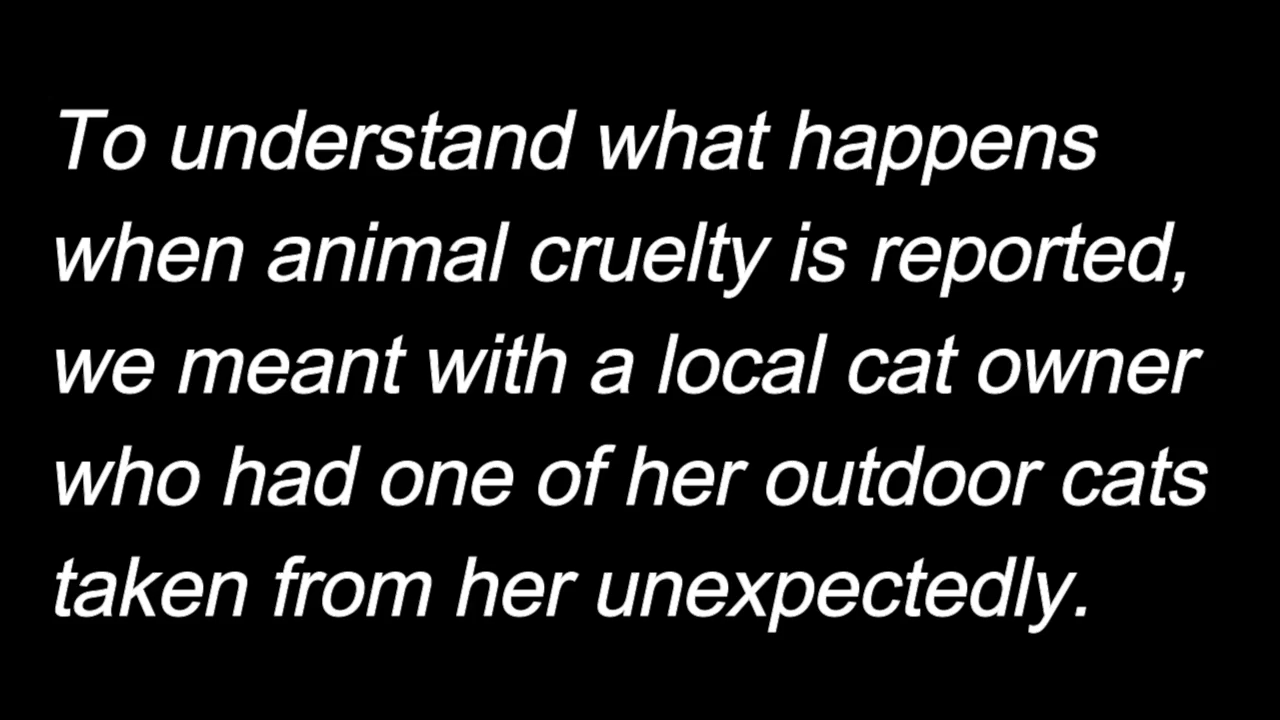 To understand what happens
when animal cruelty is reported,
we meant with a local cat owner
who had one of her outdoor cats
taken from her unexpectedly.